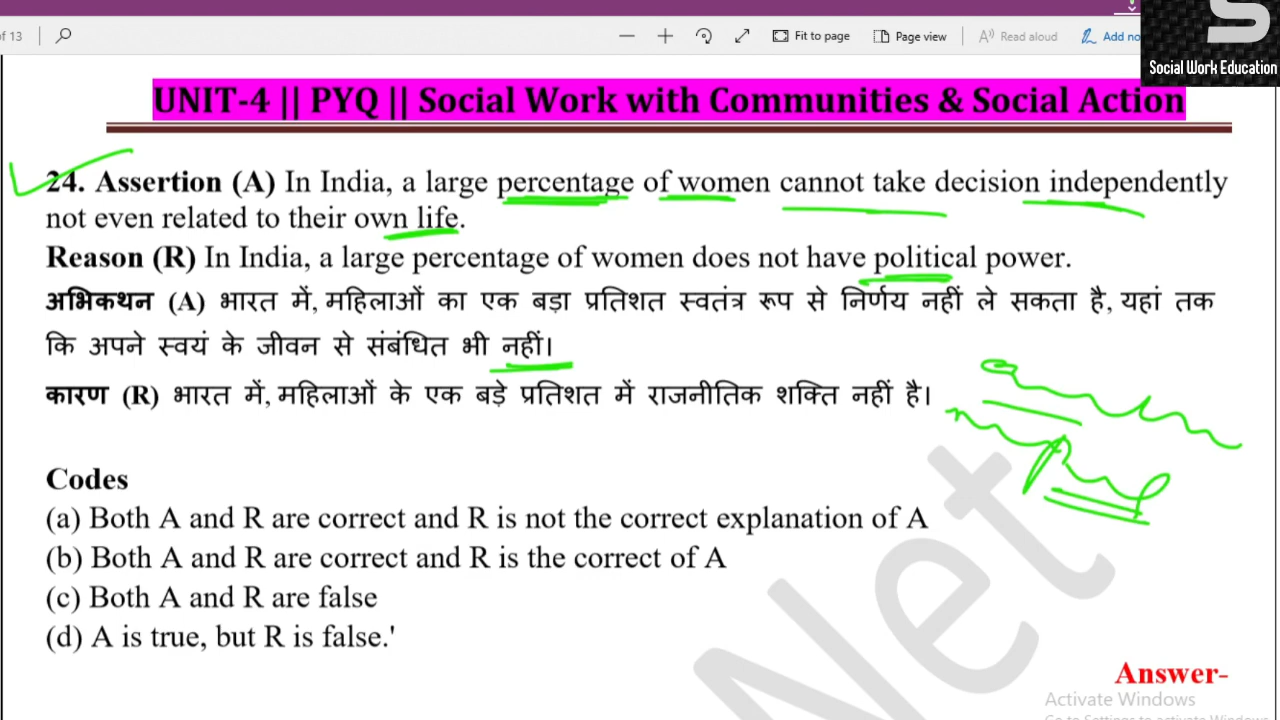 of 13
Fit to page
Page view
Read aloud
Add no
S
Social Work Education
UNIT-4 || PYQ || Social Work with Communities & Social Action
24. Assertion (A) In India, a large percentage of women cannot take decision independently
not even related to their own life.
Reason (R) In India, a large percentage of women does not have political power.
अभिकथन (A) भारत में, महिलाओं का एक बड़ा प्रतिशत स्वतंत्र रूप से निर्णय नहीं ले सकता है, यहां तक
कि अपने स्वयं के जीवन से संबंधित भी नहीं।
कारण (R) भारत में, महिलाओं के एक बड़े प्रतिशत में राजनीतिक शक्ति नहीं है।
Codes
(a) Both A and R are correct and R is not the correct explanation of A
(b) Both A and R are correct and R is the correct of A
(c) Both A and R are false
(d) A is true, but R is false.'
Net
Answer-
Activate Windows